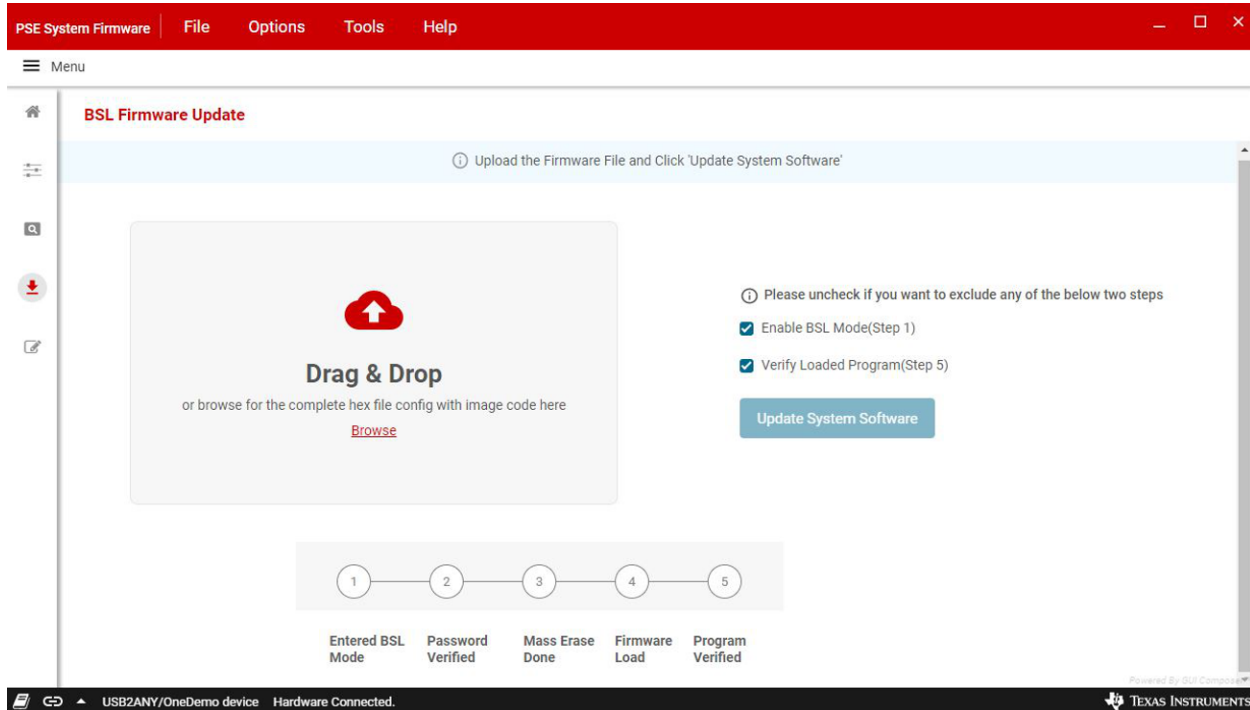 PSE System Firmware File Options Tools Help
Menu
BSL Firmware Update
Upload the Firmware File and Click 'Update System Software'
Drag & Drop
or browse for the complete hex file config with image code here
Browse
Please uncheck if you want to exclude any of the below two steps
Enable BSL Mode(Step 1)
Verify Loaded Program(Step 5)
Update System Software
1 2 3 4 5
Entered BSL Mode
Password Verified
Mass Erase Done
Firmware Load
Program Verified
Powered By GUI Composer
USB2ANY/OneDemo device Hardware Connected.
TEXAS INSTRUMENTS